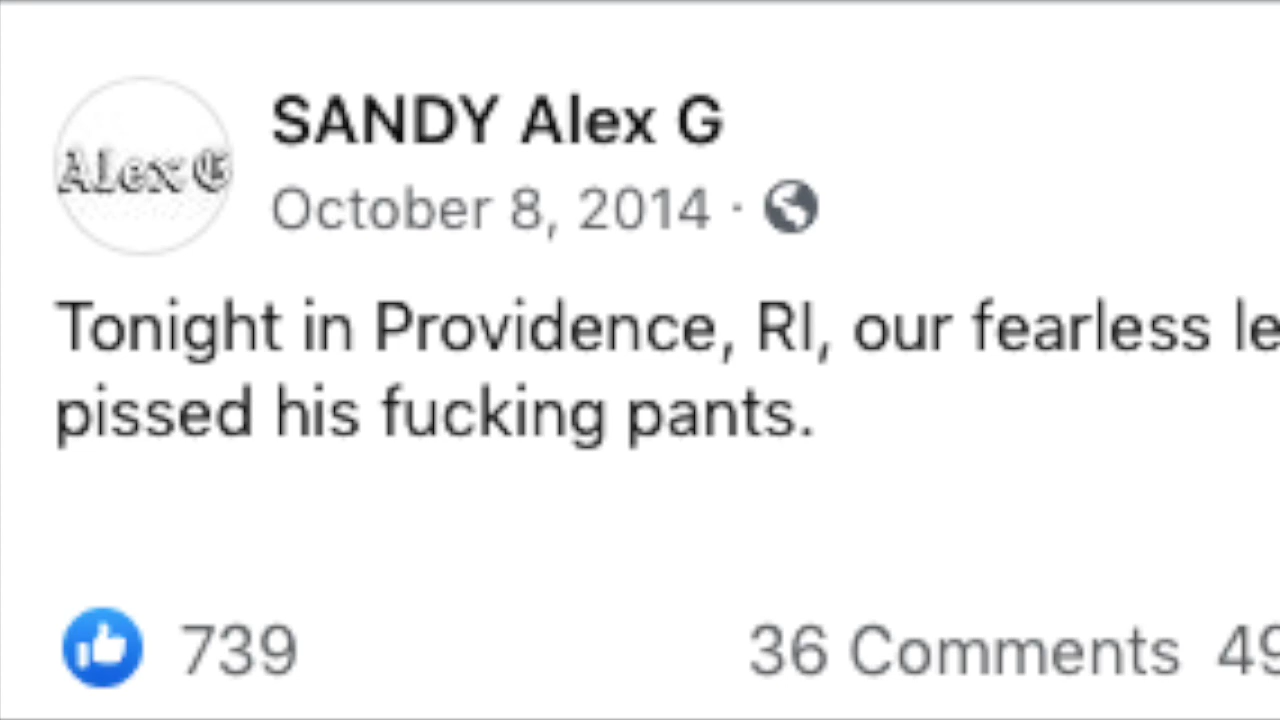 Alex G
SANDY Alex G
October 8, 2014 ·
Tonight in Providence, RI, our fearless
pissed his fucking pants.
739
36 Comments 49